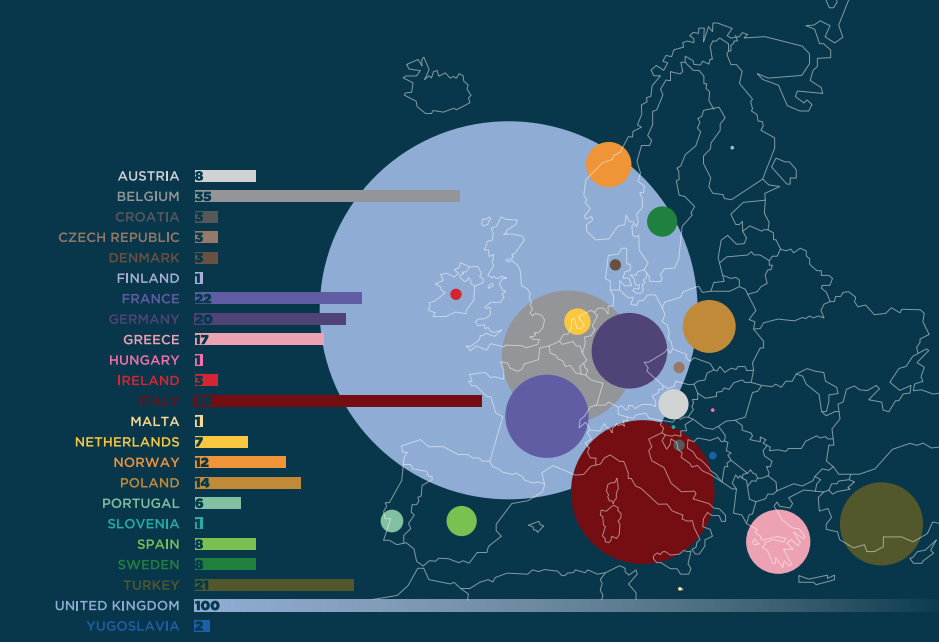 AUSTRIA 8
BELGIUM 35
CROATIA 3
CZECH REPUBLIC 3
DENMARK 3
FINLAND 1
FRANCE 22
GERMANY 20
GREECE 17
HUNGARY 1
IRELAND 3
ITALY 38
MALTA 1
NETHERLANDS 7
NORWAY 12
POLAND 14
PORTUGAL 6
SLOVENIA 1
SPAIN 8
SWEDEN 8
TURKEY 21
UNITED KINGDOM 100
YUGOSLAVIA 2